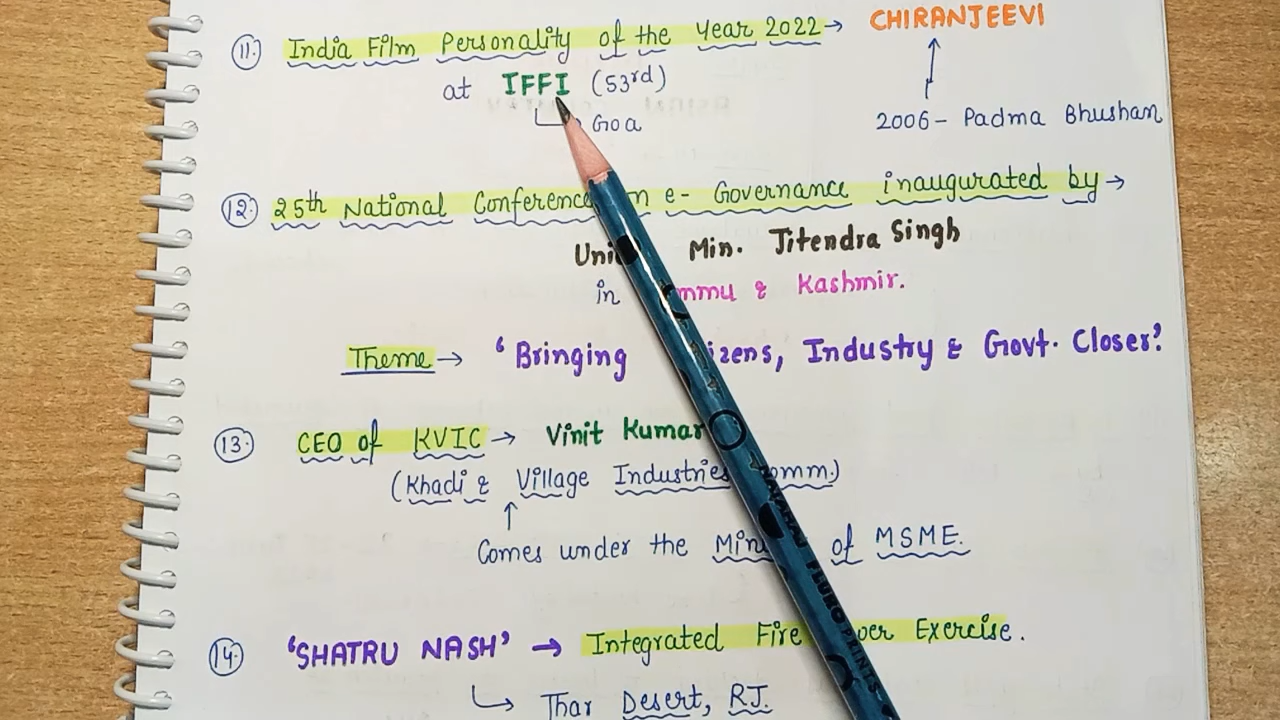 11. India Film Personality of the Year 2022→ CHIRANJEEVI
at IFFI (53rd)
Goa
2006- Padma Bhushan
12. 25th National Conference e- Governance inaugurated by→
Min. Jitendra Singh
in & Kashmir.
Theme → 'Bringing Industry & Govt. Closer'
13. CEO of KVIC → Vinit Kumar
(Khadi & Village Industries
Comes under the of MSME.
14. 'SHATRU NASH' → Integrated Fire Exercise.
Thar Desert, RJ.